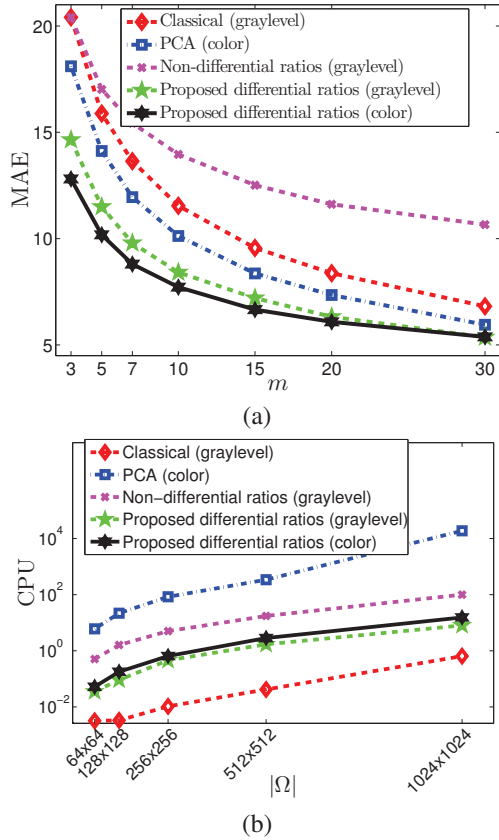 20
15
10
5
MAE
Classical (graylevel)
PCA (color)
Non-differential ratios (graylevel)
Proposed differential ratios (graylevel)
Proposed differential ratios (color)
3 5 7 10 15 20 30
m
(a)
Classical (graylevel)
PCA (color)
Non−differential ratios (graylevel)
Proposed differential ratios (graylevel)
Proposed differential ratios (color)
10^4
10^2
10^0
10^−2
CPU
64x64 128x128 256x256 512x512 1024x1024
|Ω|
(b)